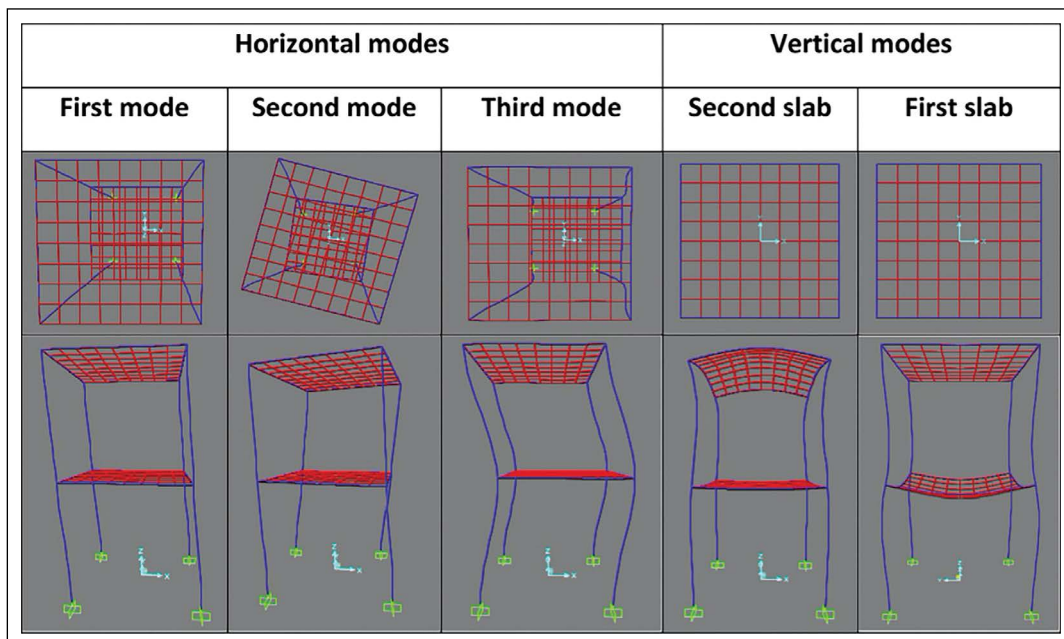 Horizontal modes
Vertical modes
First mode
Second mode
Third mode
Second slab
First slab